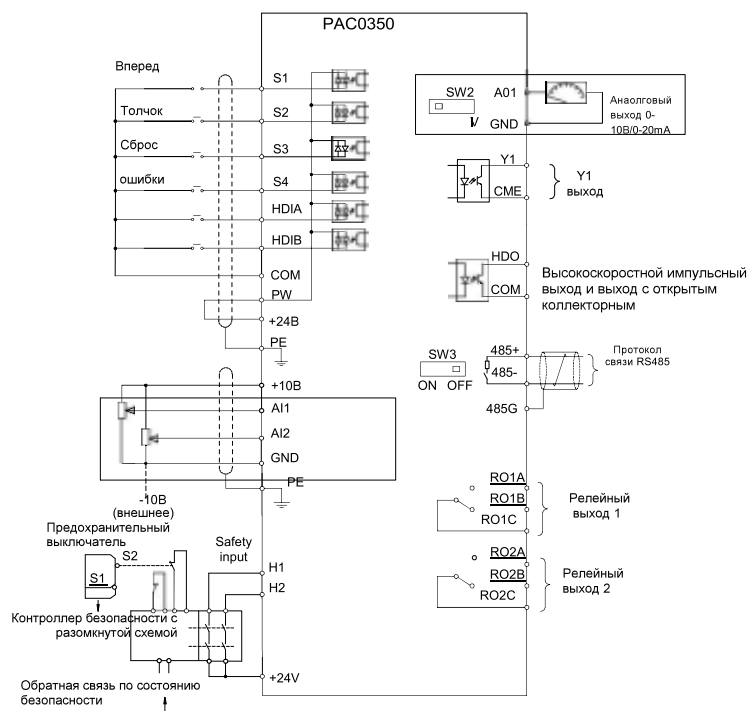 PAC0350
Вперед
S1
Толчок
S2
Сброс
S3
ошибки
S4
HDIA
HDIB
COM
PW
+24В
PE
+10В
AI1
AI2
GND
PE
-10В
(внешнее)
Предохранительный
выключатель
S2
S1
Safety
input
H1
H2
Контроллер безопасности с
разомкнутой схемой
+24V
Обратная связь по состоянию
безопасности
SW2
V
A01
GND
Анаолговый
выход 0-
10В/0-20mA
Y1
CME
Y1
выход
HDO
COM
Высокоскоростной импульсный
выход и выход с открытым
коллекторным
SW3
ON OFF
485+
485-
485G
Протокол
связи RS485
RO1A
RO1B
RO1C
Релейный
выход 1
RO2A
RO2B
RO2C
Релейный
выход 2